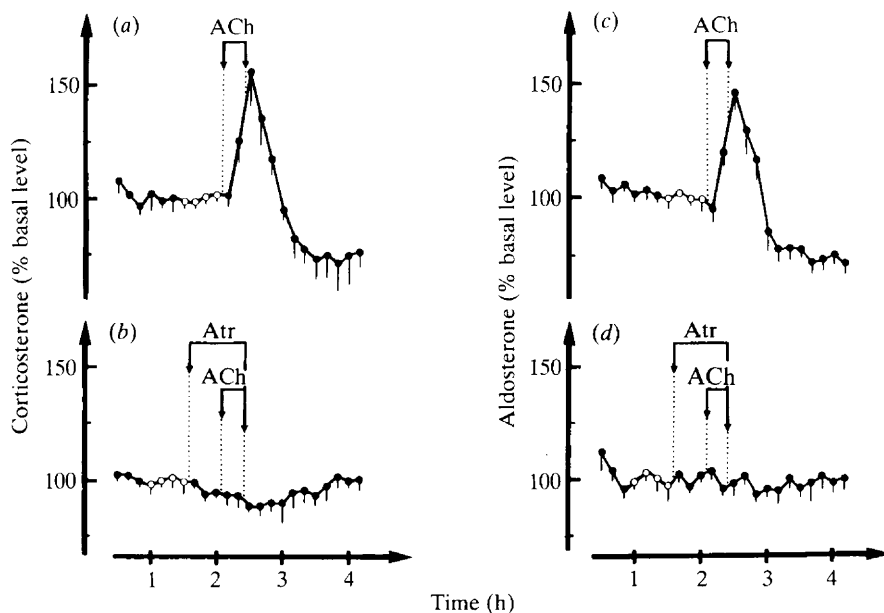 (a)
ACh
150
100
Corticosterone (% basal level)
(b)
Atr
ACh
150
100
1 2 3 4
(c)
ACh
150
100
Aldosterone (% basal level)
(d)
Atr
ACh
150
100
1 2 3 4
Time (h)